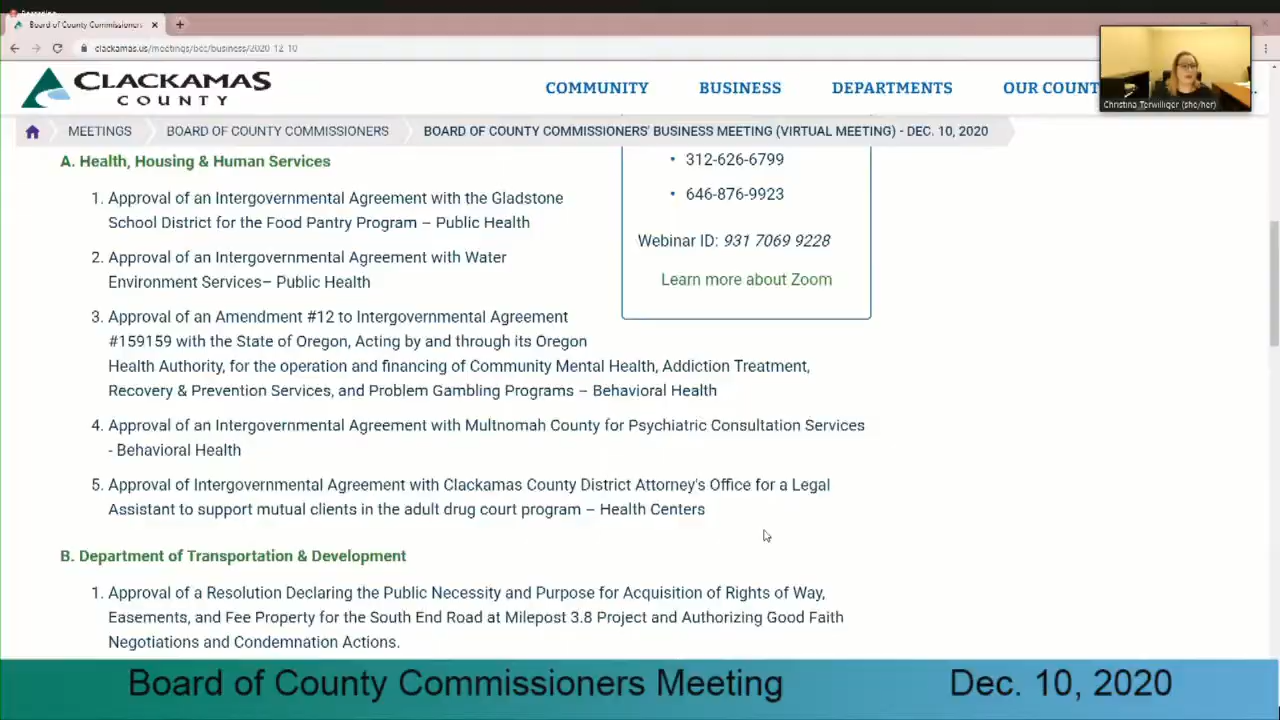 Board of County Commissioners
clackamas.us/meetings/bcc/business/2020-12-10
CLACKAMAS
COUNTY
COMMUNITY
BUSINESS
DEPARTMENTS
OUR COUNT
Christina Terwilliger (she/her)
MEETINGS
BOARD OF COUNTY COMMISSIONERS
BOARD OF COUNTY COMMISSIONERS' BUSINESS MEETING (VIRTUAL MEETING) - DEC. 10, 2020
A. Health, Housing & Human Services
1. Approval of an Intergovernmental Agreement with the Gladstone
School District for the Food Pantry Program – Public Health
2. Approval of an Intergovernmental Agreement with Water
Environment Services– Public Health
3. Approval of an Amendment #12 to Intergovernmental Agreement
#159159 with the State of Oregon, Acting by and through its Oregon
Health Authority, for the operation and financing of Community Mental Health, Addiction Treatment,
Recovery & Prevention Services, and Problem Gambling Programs – Behavioral Health
4. Approval of an Intergovernmental Agreement with Multnomah County for Psychiatric Consultation Services
- Behavioral Health
5. Approval of Intergovernmental Agreement with Clackamas County District Attorney's Office for a Legal
Assistant to support mutual clients in the adult drug court program – Health Centers
• 312-626-6799
• 646-876-9923
Webinar ID: 931 7069 9228
Learn more about Zoom
B. Department of Transportation & Development
1. Approval of a Resolution Declaring the Public Necessity and Purpose for Acquisition of Rights of Way,
Easements, and Fee Property for the South End Road at Milepost 3.8 Project and Authorizing Good Faith
Negotiations and Condemnation Actions.
Board of County Commissioners Meeting
Dec. 10, 2020